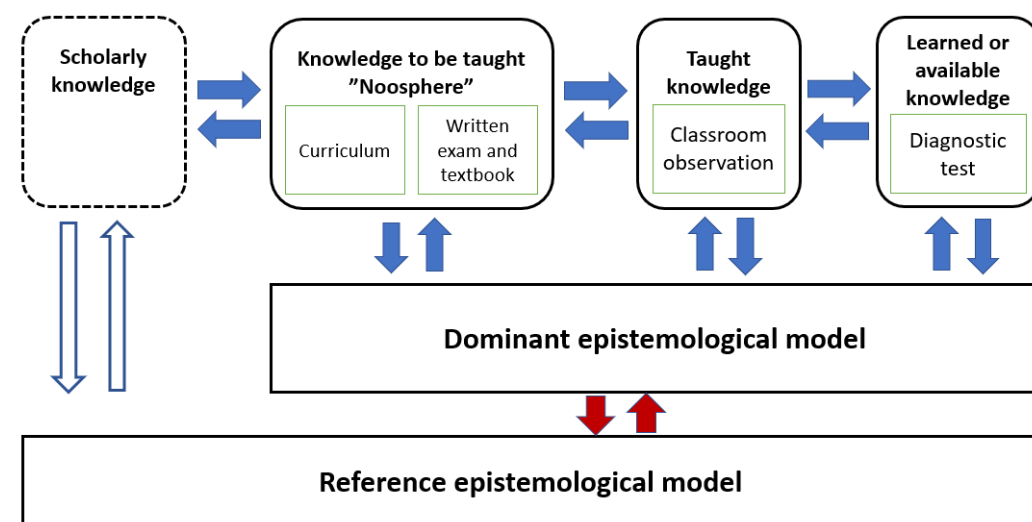 Scholarly
knowledge
Knowledge to be taught
”Noosphere”
Curriculum
Written
exam and
textbook
Taught
knowledge
Classroom
observation
Learned or
available
knowledge
Diagnostic
test
Dominant epistemological model
Reference epistemological model